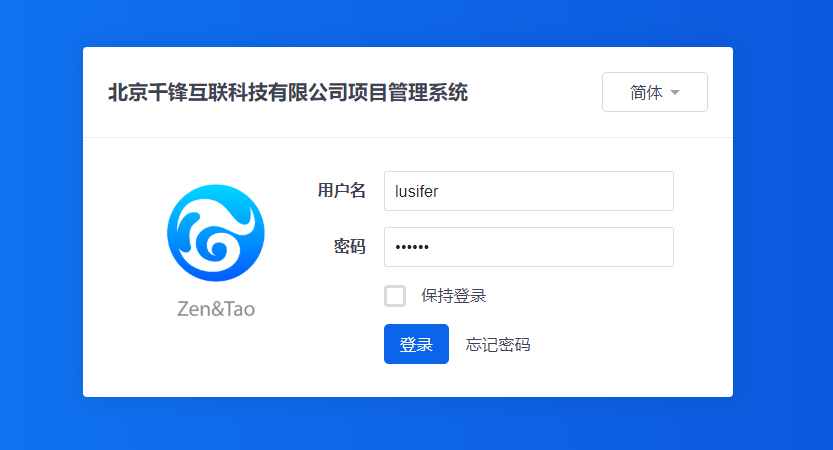 北京千锋互联科技有限公司项目管理系统
简体
用户名
lusifer
密码
••••••
保持登录
Zen&Tao
登录 忘记密码